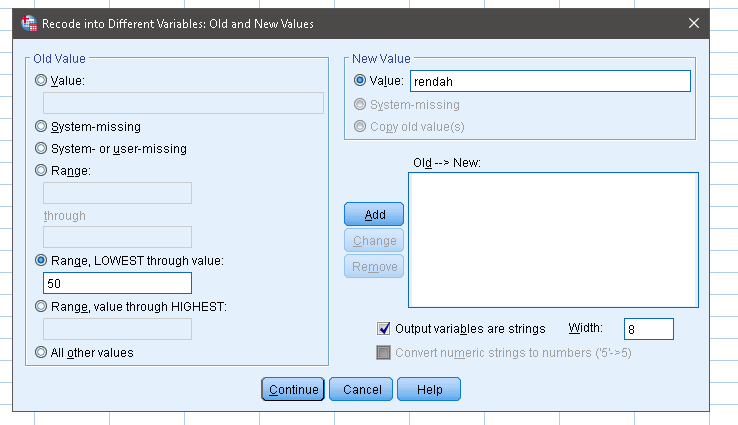 Recode into Different Variables: Old and New Values
Old Value
Value:
System-missing
System- or user-missing
Range:
through
Range, LOWEST through value:
50
Range, value through HIGHEST:
All other values
New Value
Value: rendah
System-missing
Copy old value(s)
Old --> New:
Add
Change
Remove
Output variables are strings Width: 8
Convert numeric strings to numbers ('5'->5)
Continue Cancel Help